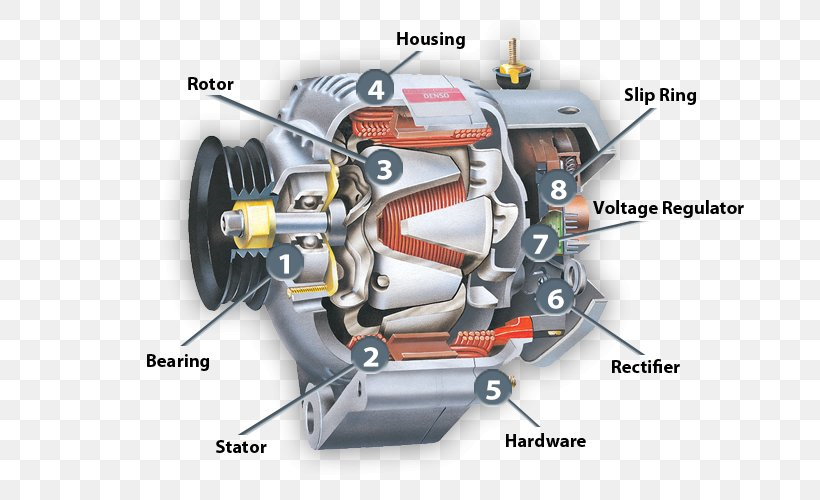 Housing
Rotor
4
DENSO
Slip Ring
3
8
Voltage Regulator
7
1
6
Bearing
2
Rectifier
5
Stator
Hardware